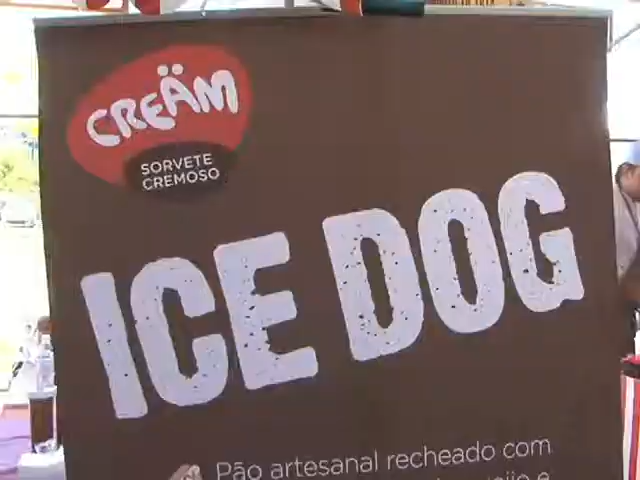 CREÄM
SORVETE
CREMOSO
ICE DOG
Pão artesanal recheado com